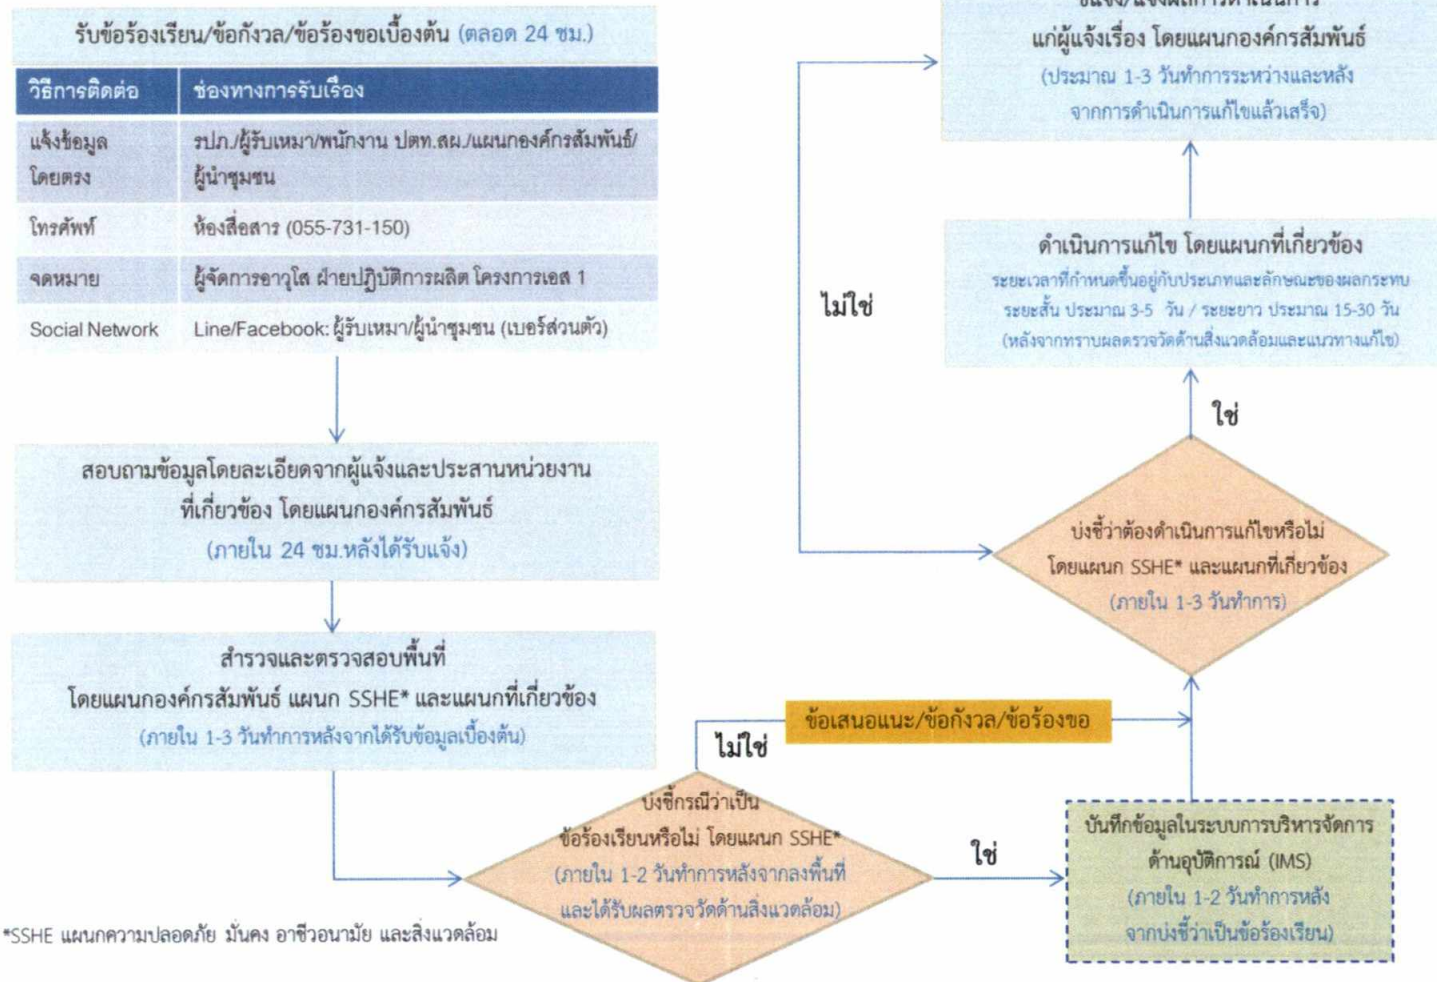 รับข้อร้องเรียน/ข้อกังวล/ข้อร้องขอเบื้องต้น (ตลอด 24 ชม.)
วิธีการติดต่อ ช่องทางการรับเรื่อง
แจ้งข้อมูล
โดยตรง
รปภ./ผู้รับเหมา/พนักงาน ปตท.สผ./แผนกองค์กรสัมพันธ์/
ผู้นำชุมชน
โทรศัพท์ ห้องสื่อสาร (055-731-150)
จดหมาย ผู้จัดการอาวุโส ฝ่ายปฏิบัติการผลิต โครงการเอส 1
Social Network Line/Facebook: ผู้รับเหมา/ผู้นำชุมชน (เบอร์ส่วนตัว)
สอบถามข้อมูลโดยละเอียดจากผู้แจ้งและประสานหน่วยงาน
ที่เกี่ยวข้อง โดยแผนกองค์กรสัมพันธ์
(ภายใน 24 ชม.หลังได้รับแจ้ง)
สำรวจและตรวจสอบพื้นที่
โดยแผนกองค์กรสัมพันธ์ แผนก SSHE* และแผนกที่เกี่ยวข้อง
(ภายใน 1-3 วันทำการหลังจากได้รับข้อมูลเบื้องต้น)
บ่งชี้กรณีว่าเป็น
ข้อร้องเรียนหรือไม่ โดยแผนก SSHE*
(ภายใน 1-2 วันทำการหลังจากลงพื้นที่
และได้รับผลตรวจวัดด้านสิ่งแวดล้อม)
ไม่ใช่
ข้อเสนอแนะ/ข้อกังวล/ข้อร้องขอ
ใช่
บันทึกข้อมูลในระบบการบริหารจัดการ
ด้านอุบัติการณ์ (IMS)
(ภายใน 1-2 วันทำการหลัง
จากบ่งชี้ว่าเป็นข้อร้องเรียน)
บ่งชี้ว่าต้องดำเนินการแก้ไขหรือไม่
โดยแผนก SSHE* และแผนกที่เกี่ยวข้อง
(ภายใน 1-3 วันทำการ)
ใช่
ไม่ใช่
ดำเนินการแก้ไข โดยแผนกที่เกี่ยวข้อง
ระยะเวลาที่กำหนดขึ้นอยู่กับประเภทและลักษณะของผลกระทบ
ระยะสั้น ประมาณ 3-5 วัน / ระยะยาว ประมาณ 15-30 วัน
(หลังจากทราบผลตรวจวัดด้านสิ่งแวดล้อมและแนวทางแก้ไข)
ชี้แจง/แจ้งผลการดำเนินการ
แก่ผู้แจ้งเรื่อง โดยแผนกองค์กรสัมพันธ์
(ประมาณ 1-3 วันทำการระหว่างและหลัง
จากการดำเนินการแก้ไขแล้วเสร็จ)
*SSHE แผนกความปลอดภัย มั่นคง อาชีวอนามัย และสิ่งแวดล้อม